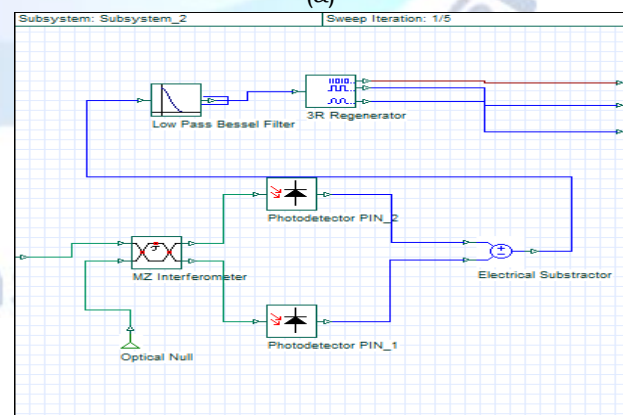 (a)
Subsystem: Subsystem_2 Sweep Iteration: 1/5
Low Pass Bessel Filter
3R Regenerator
Photodetector PIN_2
MZ Interferometer
Electrical Substractor
Photodetector PIN_1
Optical Null